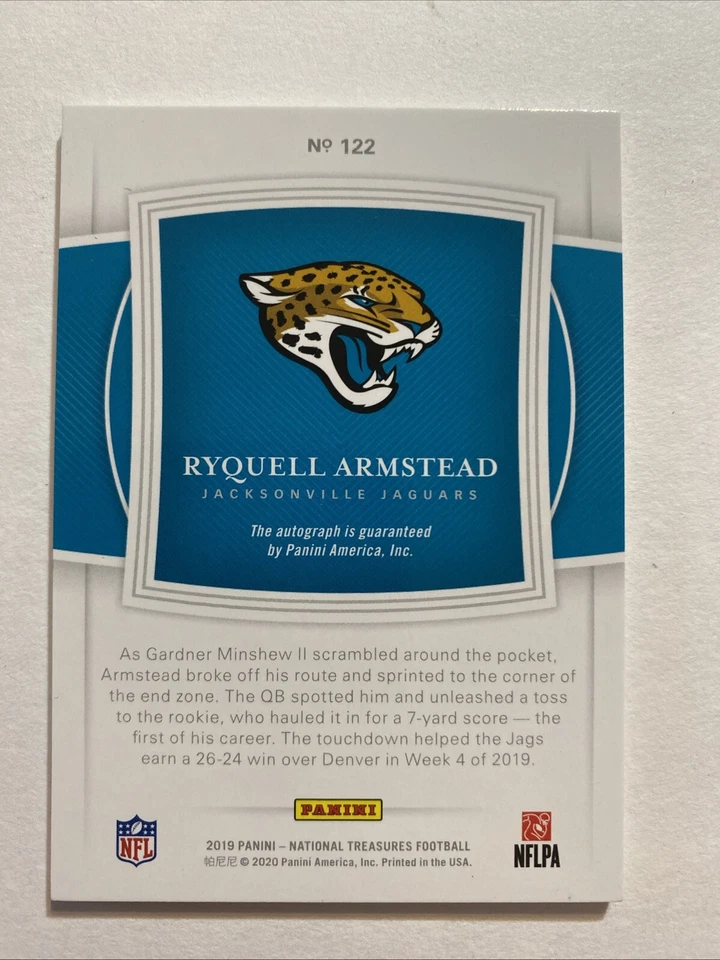 Nº 122
RYQUELL ARMSTEAD
JACKSONVILLE JAGUARS
The autograph is guaranteed
by Panini America, Inc.
As Gardner Minshew II scrambled around the pocket,
Armstead broke off his route and sprinted to the corner of
the end zone. The QB spotted him and unleashed a toss
to the rookie, who hauled it in for a 7-yard score — the
first of his career. The touchdown helped the Jags
earn a 26-24 win over Denver in Week 4 of 2019.
PANINI
NFL
2019 PANINI – NATIONAL TREASURES FOOTBALL
帕尼尼 © 2020 Panini America, Inc. Printed in the USA.
NFLPA